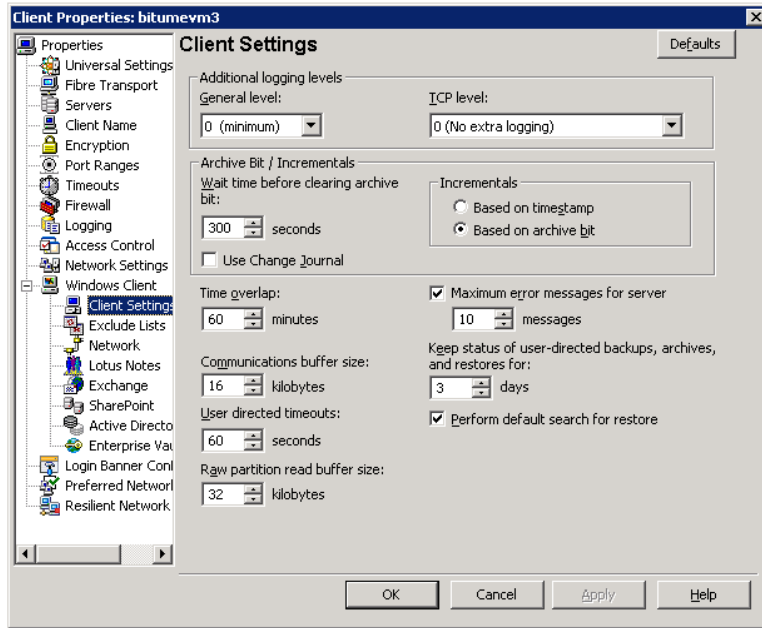 Client Properties: bitumevm3
Properties
Universal Settings
Fibre Transport
Servers
Client Name
Encryption
Port Ranges
Timeouts
Firewall
Logging
Access Control
Network Settings
Windows Client
Client Settings
Exclude Lists
Network
Lotus Notes
Exchange
SharePoint
Active Directo
Enterprise Vau
Login Banner Conf
Preferred Network
Resilient Network
Client Settings
Defaults
Additional logging levels
General level:
TCP level:
0 (minimum)
0 (No extra logging)
Archive Bit / Incrementals
Wait time before clearing archive
bit:
300 seconds
Use Change Journal
Incrementals
Based on timestamp
Based on archive bit
Time overlap:
60 minutes
Communications buffer size:
16 kilobytes
User directed timeouts:
60 seconds
Raw partition read buffer size:
32 kilobytes
Maximum error messages for server
10 messages
Keep status of user-directed backups, archives,
and restores for:
3 days
Perform default search for restore
OK
Cancel
Apply
Help